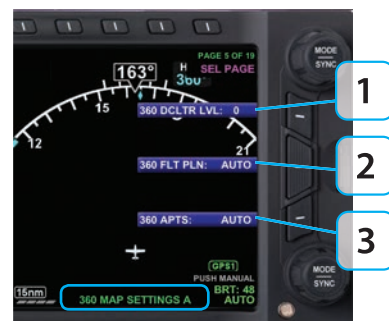 MODE
SYNC
PAGE 5 OF 19
SEL PAGE
163°
H
360°
1
360 DCLTR LVL: 0
15
12
21
2
360 FLT PLN: AUTO
3
360 APTS: AUTO
GPS1
PUSH MANUAL
BRT: 48
AUTO
15nm
360 MAP SETTINGS A
MODE
SYNC